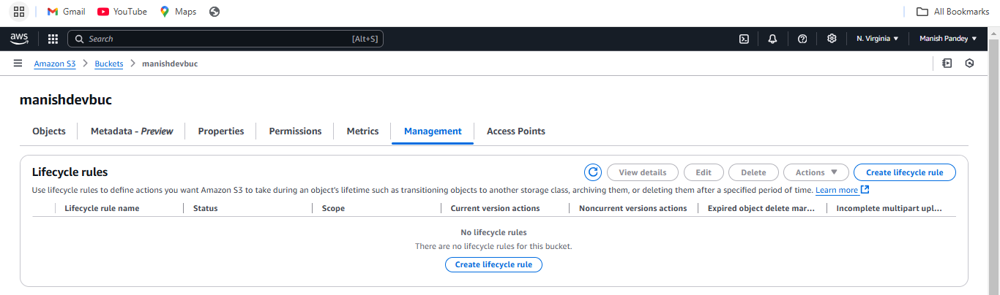 Gmail YouTube Maps All Bookmarks
aws Search [Alt+S] N. Virginia Manish Pandey
Amazon S3 Buckets manishdevbuc
manishdevbuc
Objects Metadata - Preview Properties Permissions Metrics Management Access Points
Lifecycle rules View details Edit Delete Actions Create lifecycle rule
Use lifecycle rules to define actions you want Amazon S3 to take during an object's lifetime such as transitioning objects to another storage class, archiving them, or deleting them after a specified period of time. Learn more
Lifecycle rule name Status Scope Current version actions Noncurrent versions actions Expired object delete mar... Incomplete multipart upl...
No lifecycle rules
There are no lifecycle rules for this bucket.
Create lifecycle rule